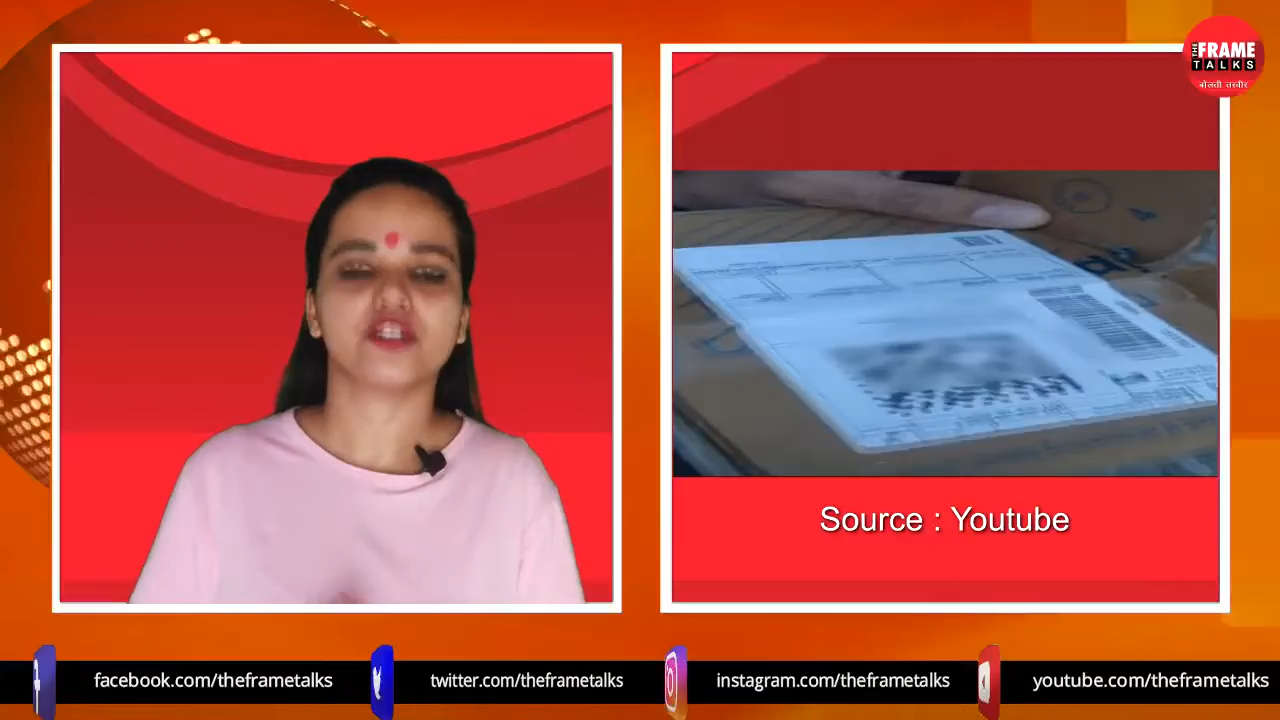 THE FRAME
TALKS
बोलती तस्वीर
Source : Youtube
facebook.com/theframetalks
twitter.com/theframetalks
instagram.com/theframetalks
youtube.com/theframetalks